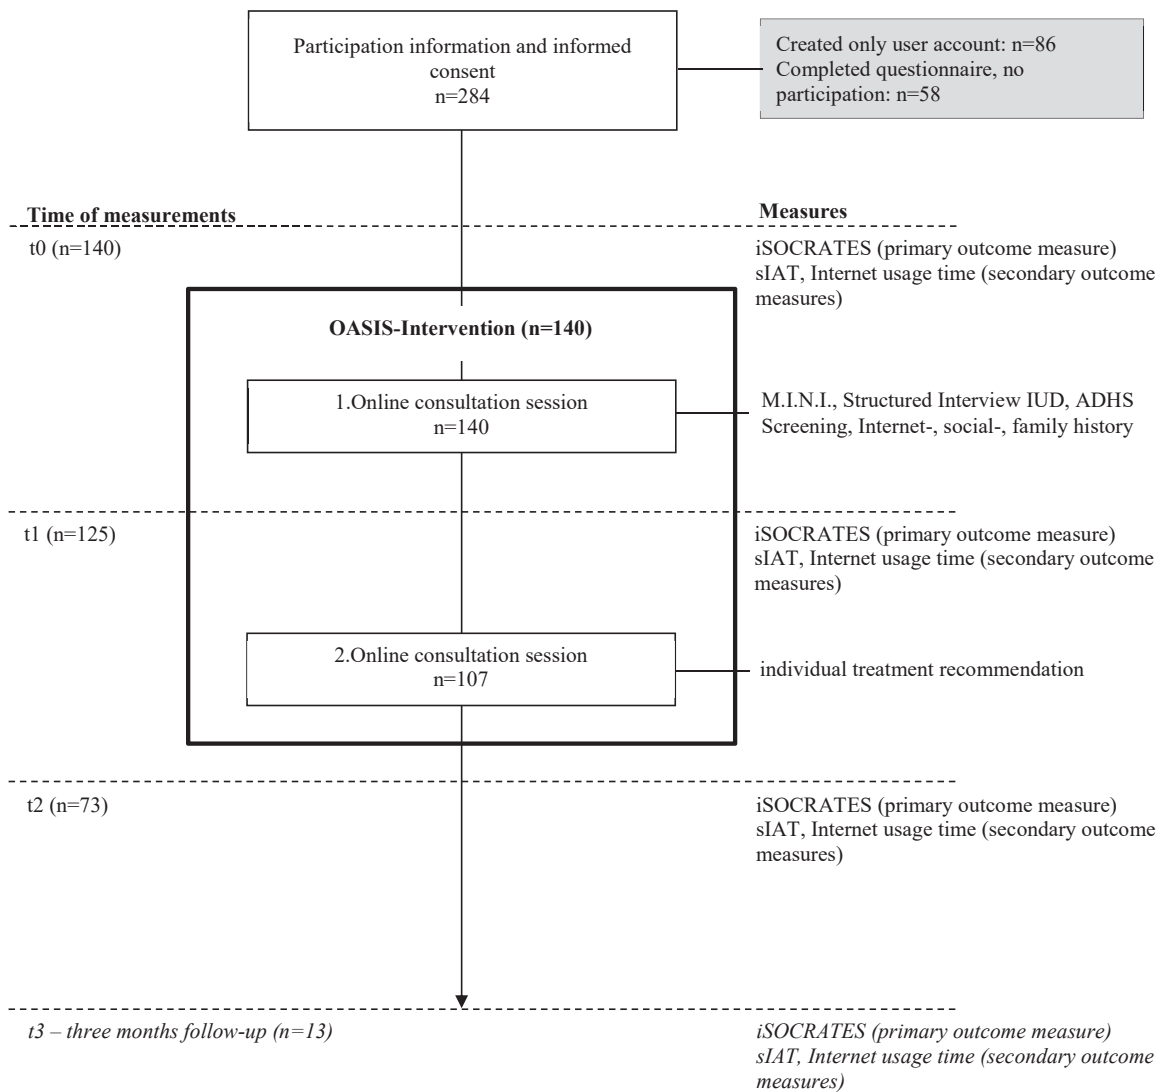 Participation information and informed
consent
n=284
Created only user account: n=86
Completed questionnaire, no
participation: n=58
Time of measurements
Measures
t0 (n=140)
iSOCRATES (primary outcome measure)
sIAT, Internet usage time (secondary outcome
measures)
OASIS-Intervention (n=140)
1.Online consultation session
n=140
M.I.N.I., Structured Interview IUD, ADHS
Screening, Internet-, social-, family history
t1 (n=125)
iSOCRATES (primary outcome measure)
sIAT, Internet usage time (secondary outcome
measures)
2.Online consultation session
n=107
individual treatment recommendation
t2 (n=73)
iSOCRATES (primary outcome measure)
sIAT, Internet usage time (secondary outcome
measures)
t3 – three months follow-up (n=13)
iSOCRATES (primary outcome measure)
sIAT, Internet usage time (secondary outcome
measures)